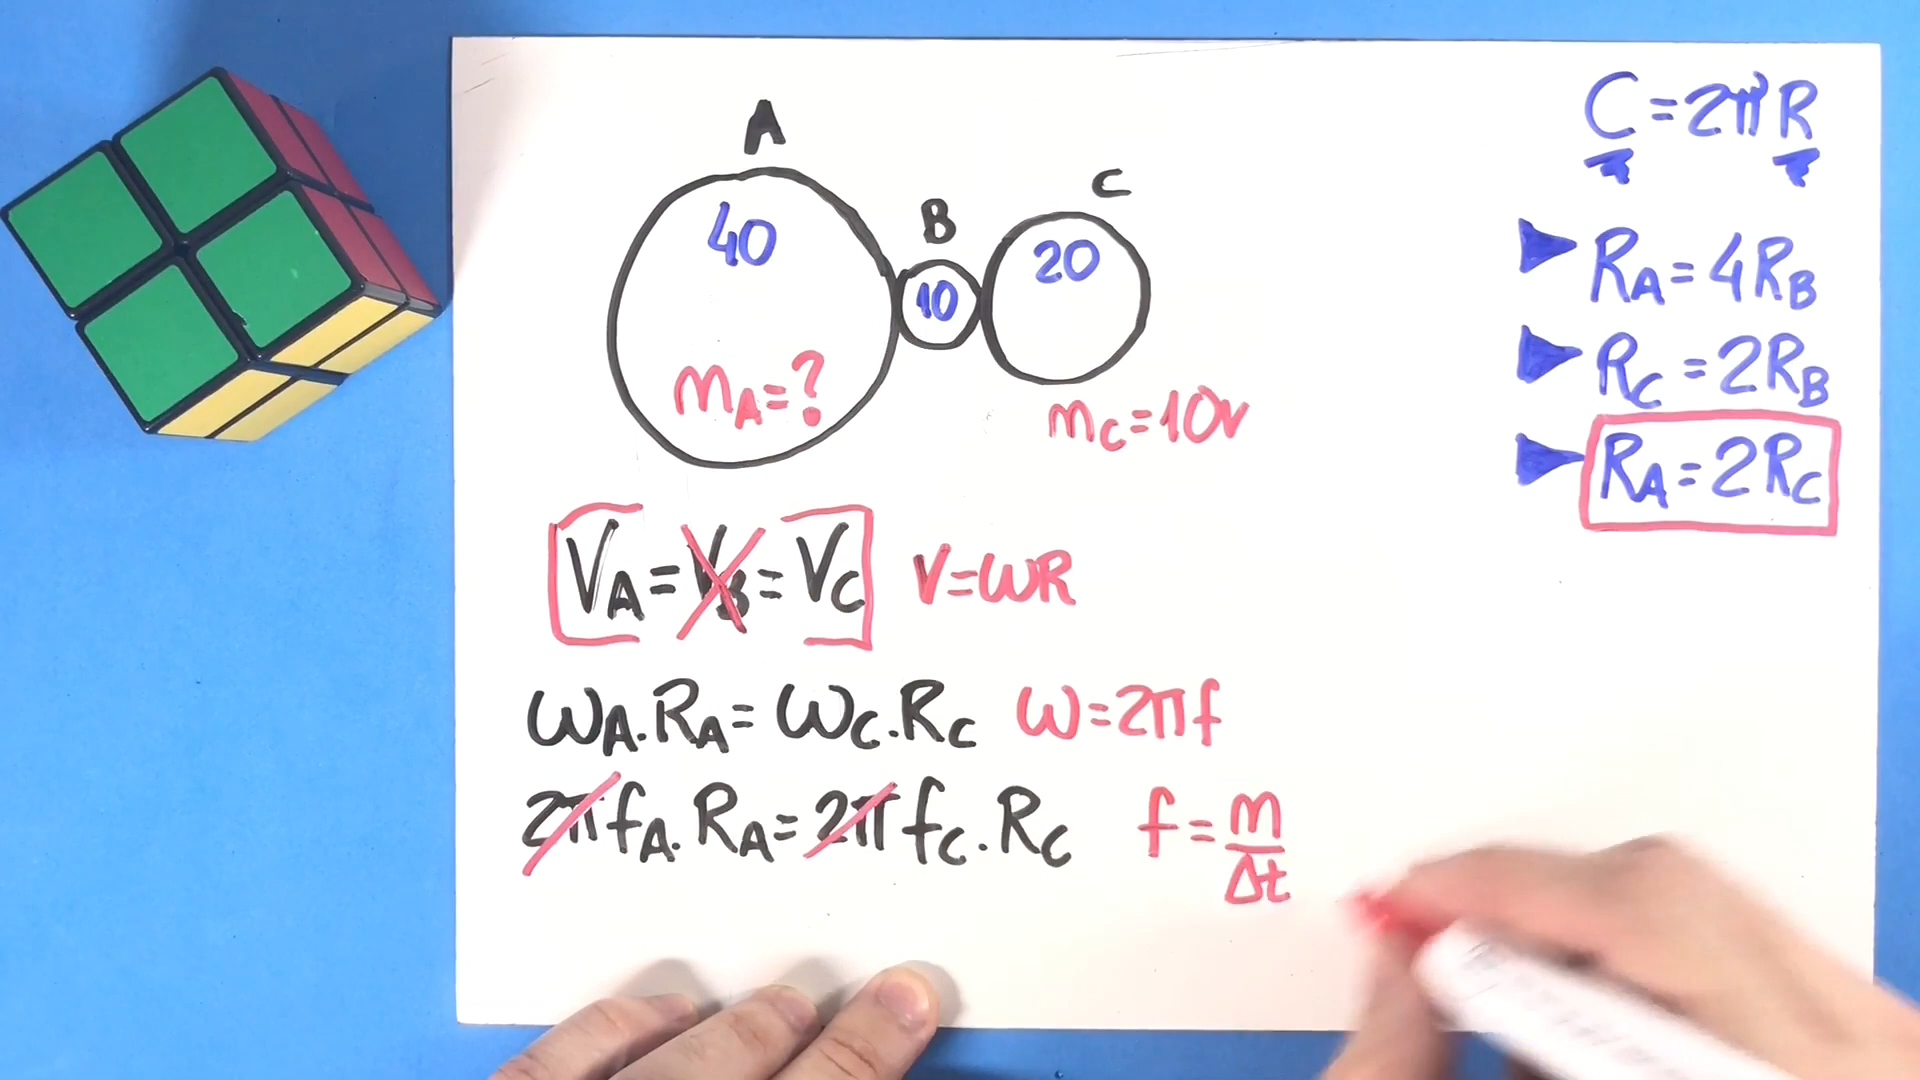 A
B
C
40
10
20
mA=?
mC=10v
VA=VB=VC V=ωR
ωA.RA=ωC.RC ω=2πf
2πfA.RA=2πfC.RC f=m/Δt
C=2πR
RA=4RB
RC=2RB
RA=2RC